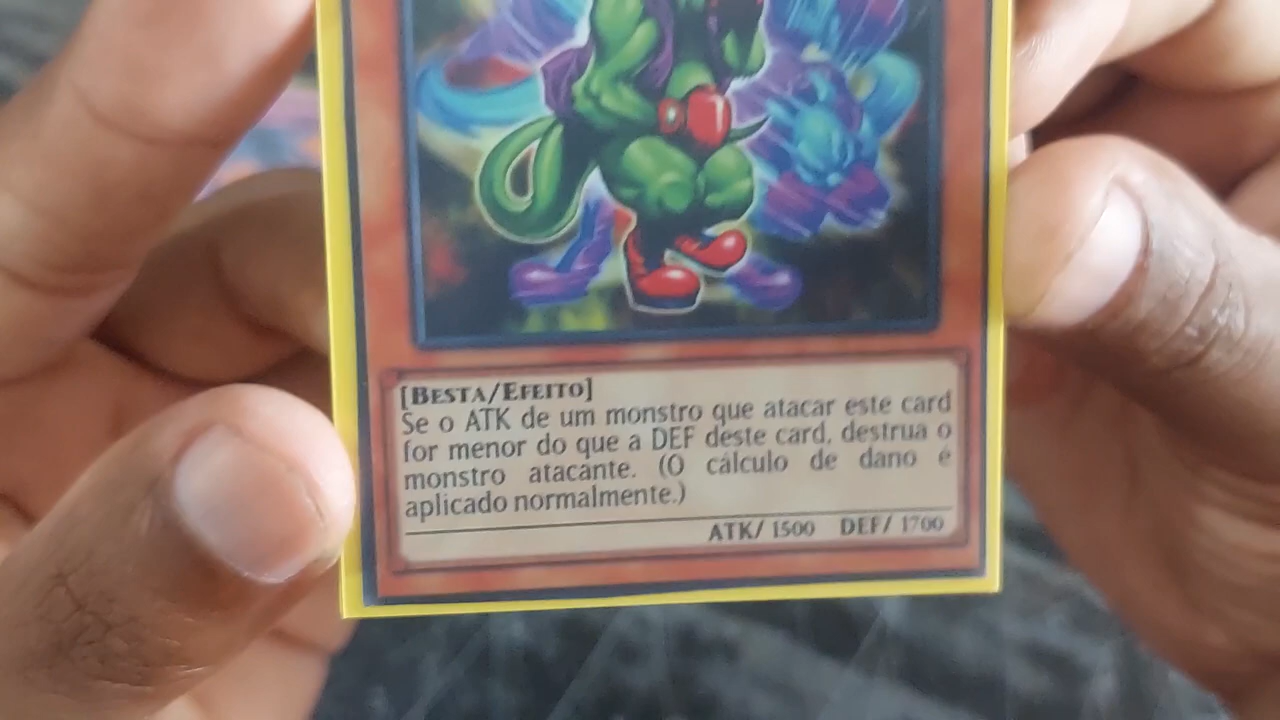 [BESTA/EFEITO]
Se o ATK de um monstro que atacar este card
for menor do que a DEF deste card, destrua o
monstro atacante. (O cálculo de dano é
aplicado normalmente.)
ATK/ 1500 DEF/ 1700